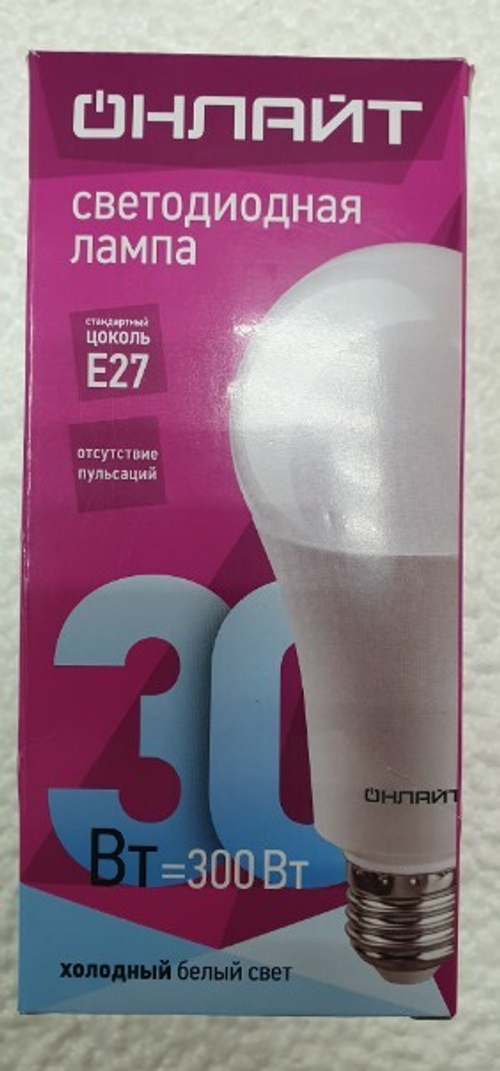 ОНЛАЙТ
светодиодная
лампа
стандартный
цоколь
E27
отсутствие
пульсаций
30
Вт =300 Вт
ОНЛАЙТ
холодный белый свет